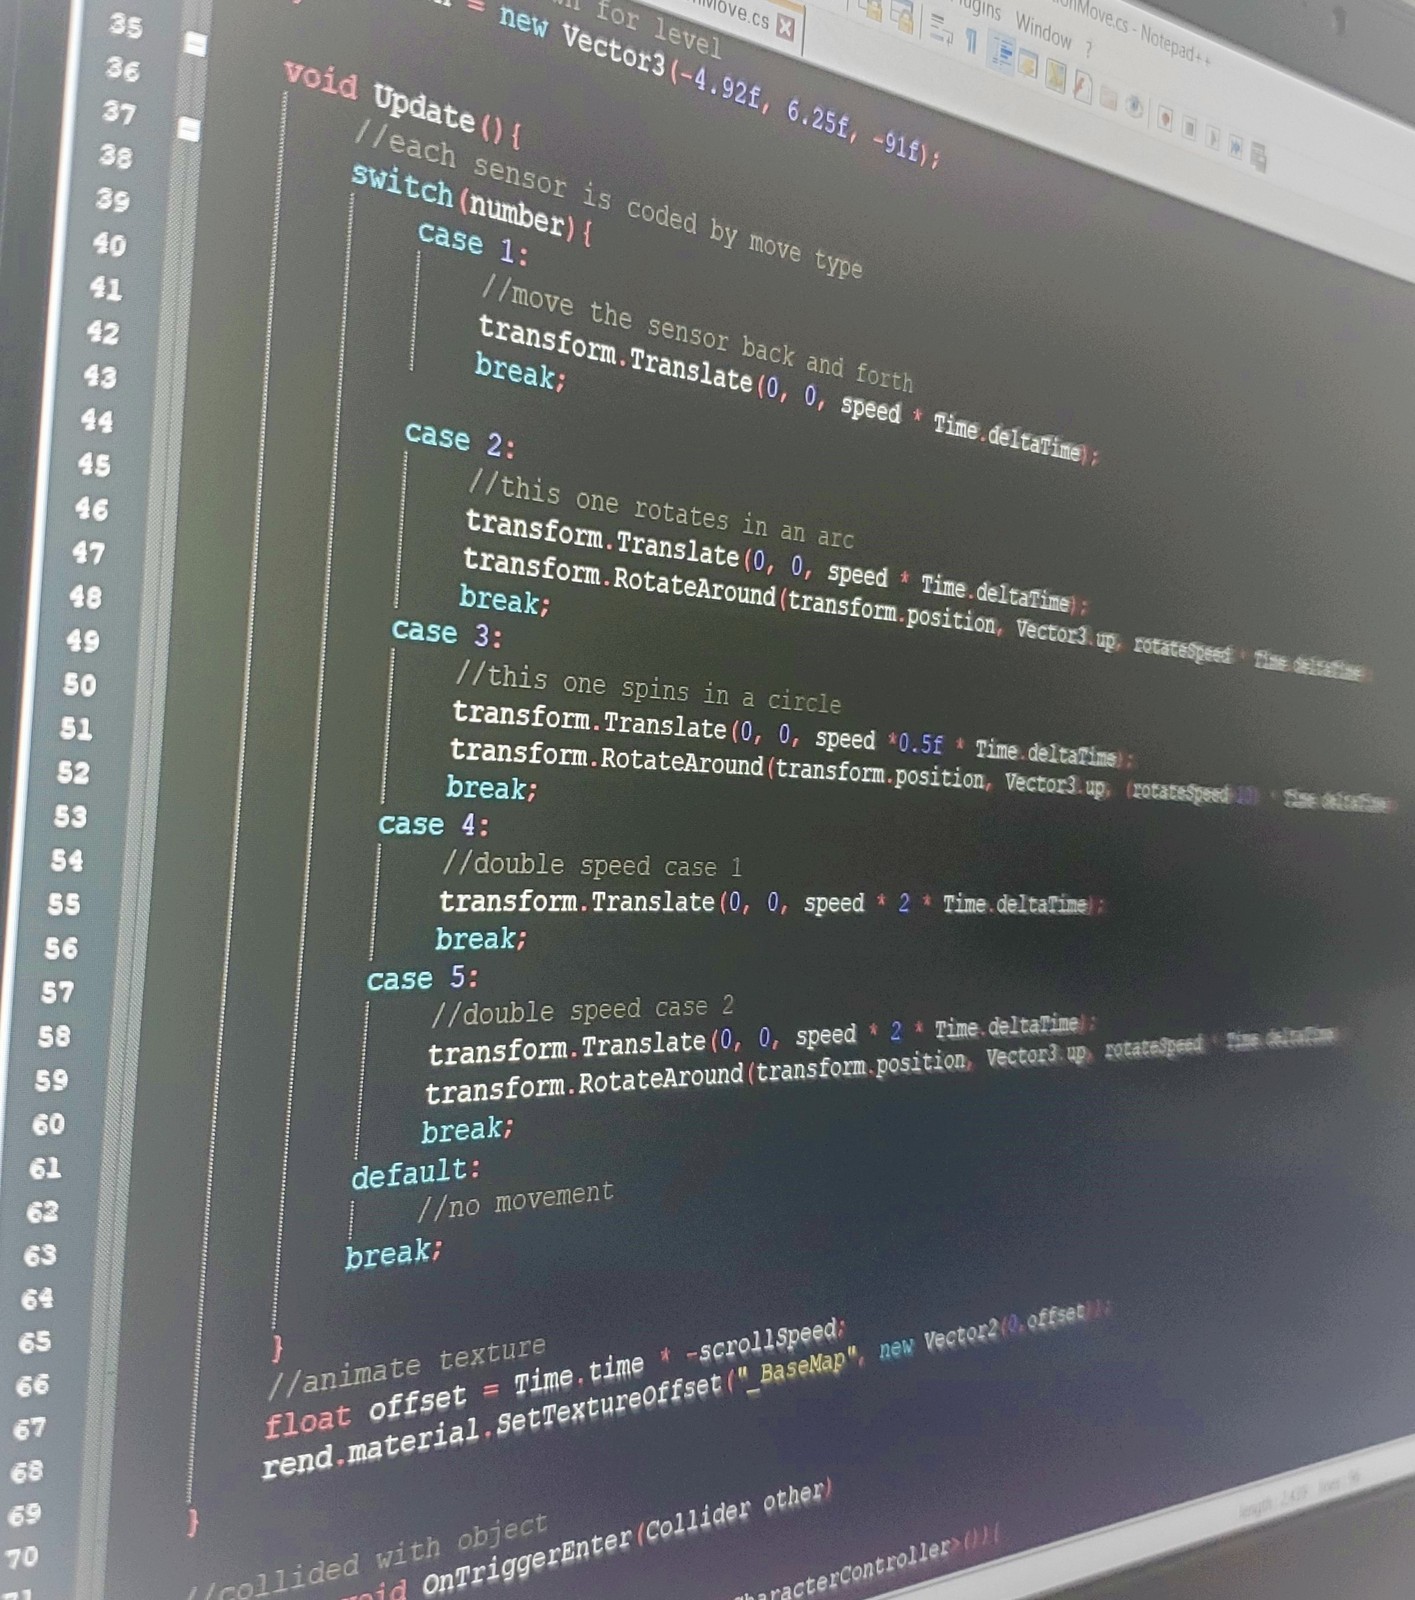 Move.cs - Notepad++
Window ?
Move.cs
35
36
37
38
39
40
41
42
43
44
45
46
47
48
49
50
51
52
53
54
55
56
57
58
59
60
61
62
63
64
65
66
67
68
69
70
71
for level
= new Vector3(-4.92f, 6.25f, -91f);
void Update(){
//each sensor is coded by move type
switch(number){
case 1:
//move the sensor back and forth
transform.Translate(0, 0, speed * Time.deltaTime);
break;
case 2:
//this one rotates in an arc
transform.Translate(0, 0, speed * Time.deltaTime);
transform.RotateAround(transform.position, Vector3.up, rotateSpeed * Time.deltaTime
break;
case 3:
//this one spins in a circle
transform.Translate(0, 0, speed *0.5f * Time.deltaTime);
transform.RotateAround(transform.position, Vector3.up, (rotateSpeed 10) * Time.deltaTime
break;
case 4:
//double speed case 1
transform.Translate(0, 0, speed * 2 * Time.deltaTime);
break;
case 5:
//double speed case 2
transform.Translate(0, 0, speed * 2 * Time.deltaTime);
transform.RotateAround(transform.position, Vector3.up, rotateSpeed * Time.deltaTime
break;
default:
//no movement
break;
}
//animate texture
float offset = Time.time * -scrollSpeed;
rend.material.SetTextureOffset("_BaseMap", new Vector2(0,offset));
}
//collided with object
void OnTriggerEnter(Collider other)
CharacterController>()){